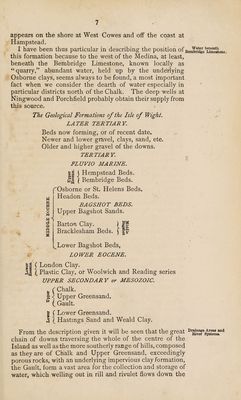 7
appears on the shore at West Cowes and off the coast at
Hampstead.
I have been thus particular in describing the position of
Water beneath
Bembridge Limestone.
this formation because to the west of the Medina, at least,
beneath the Bembridge Limestone, known locally as
"quarry," abundant water, held up by the underlying
Osborne clays, seems always to be found, a most important
fact when we consider the dearth of water especially in
particular districts north of the Chalk. The deep wells at
Ningwood and Porchfield probably obtain their supply from
this source.
The Geological Formations of the Isle of Wight.
LATER TERTIARY.
Beds now forming, or of recent date.
Newer and lower gravel, clays, sand, etc.
Older and higher gravel of the downs.
TERTIARY.
FLUVIO MARINE.
Hempstead Beds.
Bembridge Beds.
Osborne or St. Helens Beds,
Headon Beds.
BAGSHOT BEDS.
Upper Bagshot Sands.
MIDDLE EOCENE.
Barton Clay.
Bracklesham Beds.
Lower Bagshot Beds,
LOWER EOCENE.
London Clay.
Plastic Clay, or Woolwich and Reading series
UPPER SECONDARY or MESOZOIC.
Chalk.
Upper Greensand.
Gault.
Lower Greensand.
Hastings Sand and Weald Clay.
From the description given it will be seen that the great
Drainage Areas and
River Systems.
chain of downs traversing the whole of the centre of the
Island as well as the more southerly range of hills, composed
as they are of Chalk and Upper Greensand, exceedingly
porous rocks, with an underlying impervious clay formation,
the Gault, form a vast area for the collection and storage of
water, which welling out in rill and rivulet flows down the